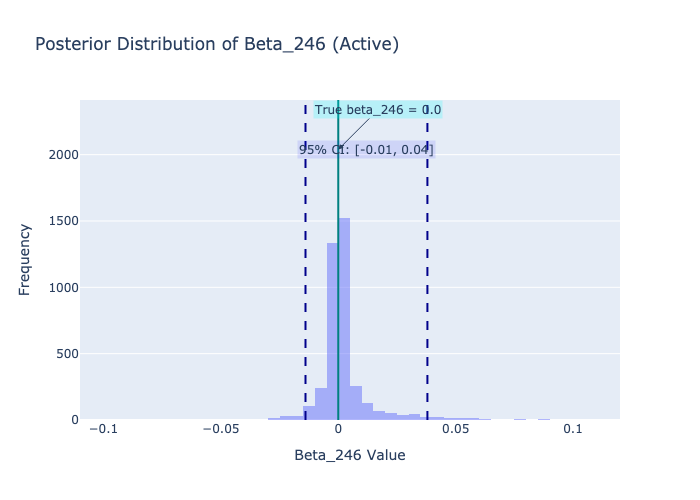 Posterior Distribution of Beta_246 (Active)
True beta_246 = 0.0
95% CI: [-0.01, 0.04]
2000
1500
1000
500
0
Frequency
−0.1
−0.05
0
0.05
0.1
Beta_246 Value